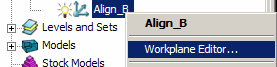 Align_B
Align_B
Levels and Sets
Workplane Editor...
Models
Stock Models